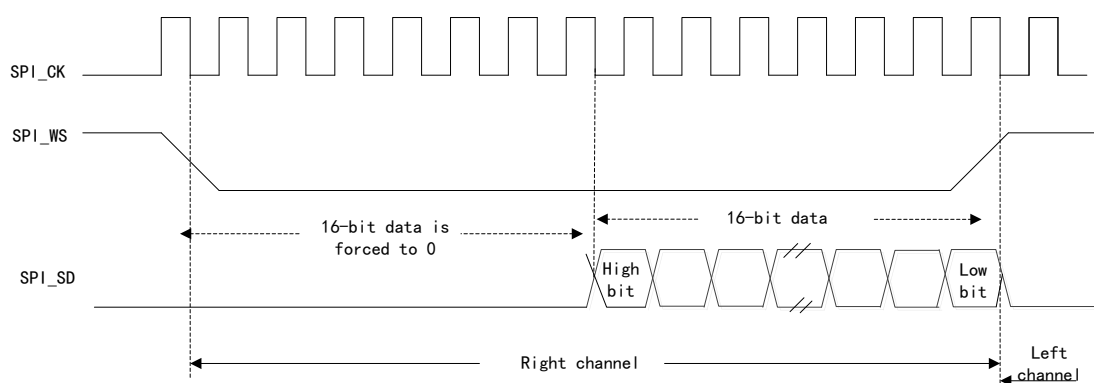 SPI_CK
SPI_WS
16-bit data is
forced to 0
16-bit data
SPI_SD
High
bit
Low
bit
Right channel
Left
channel